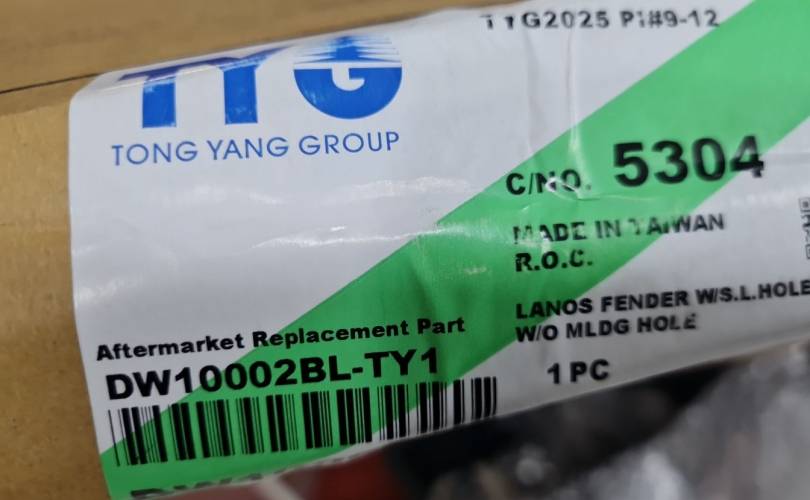 TYG
TONG YANG GROUP
TYG2025 PI#9-12
C/NO. 5304
MADE IN TAIWAN
R.O.C.
LANOS FENDER W/S.L.HOLE
W/O MLDG HOLE
1 PC
Aftermarket Replacement Part
DW10002BL-TY1